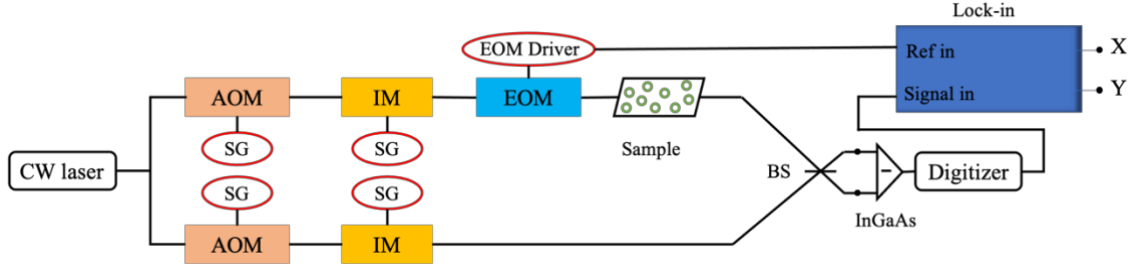 Lock-in
EOM Driver
Ref in
X
AOM
IM
EOM
Signal in
Y
SG
SG
Sample
CW laser
BS
Digitizer
SG
SG
InGaAs
AOM
IM